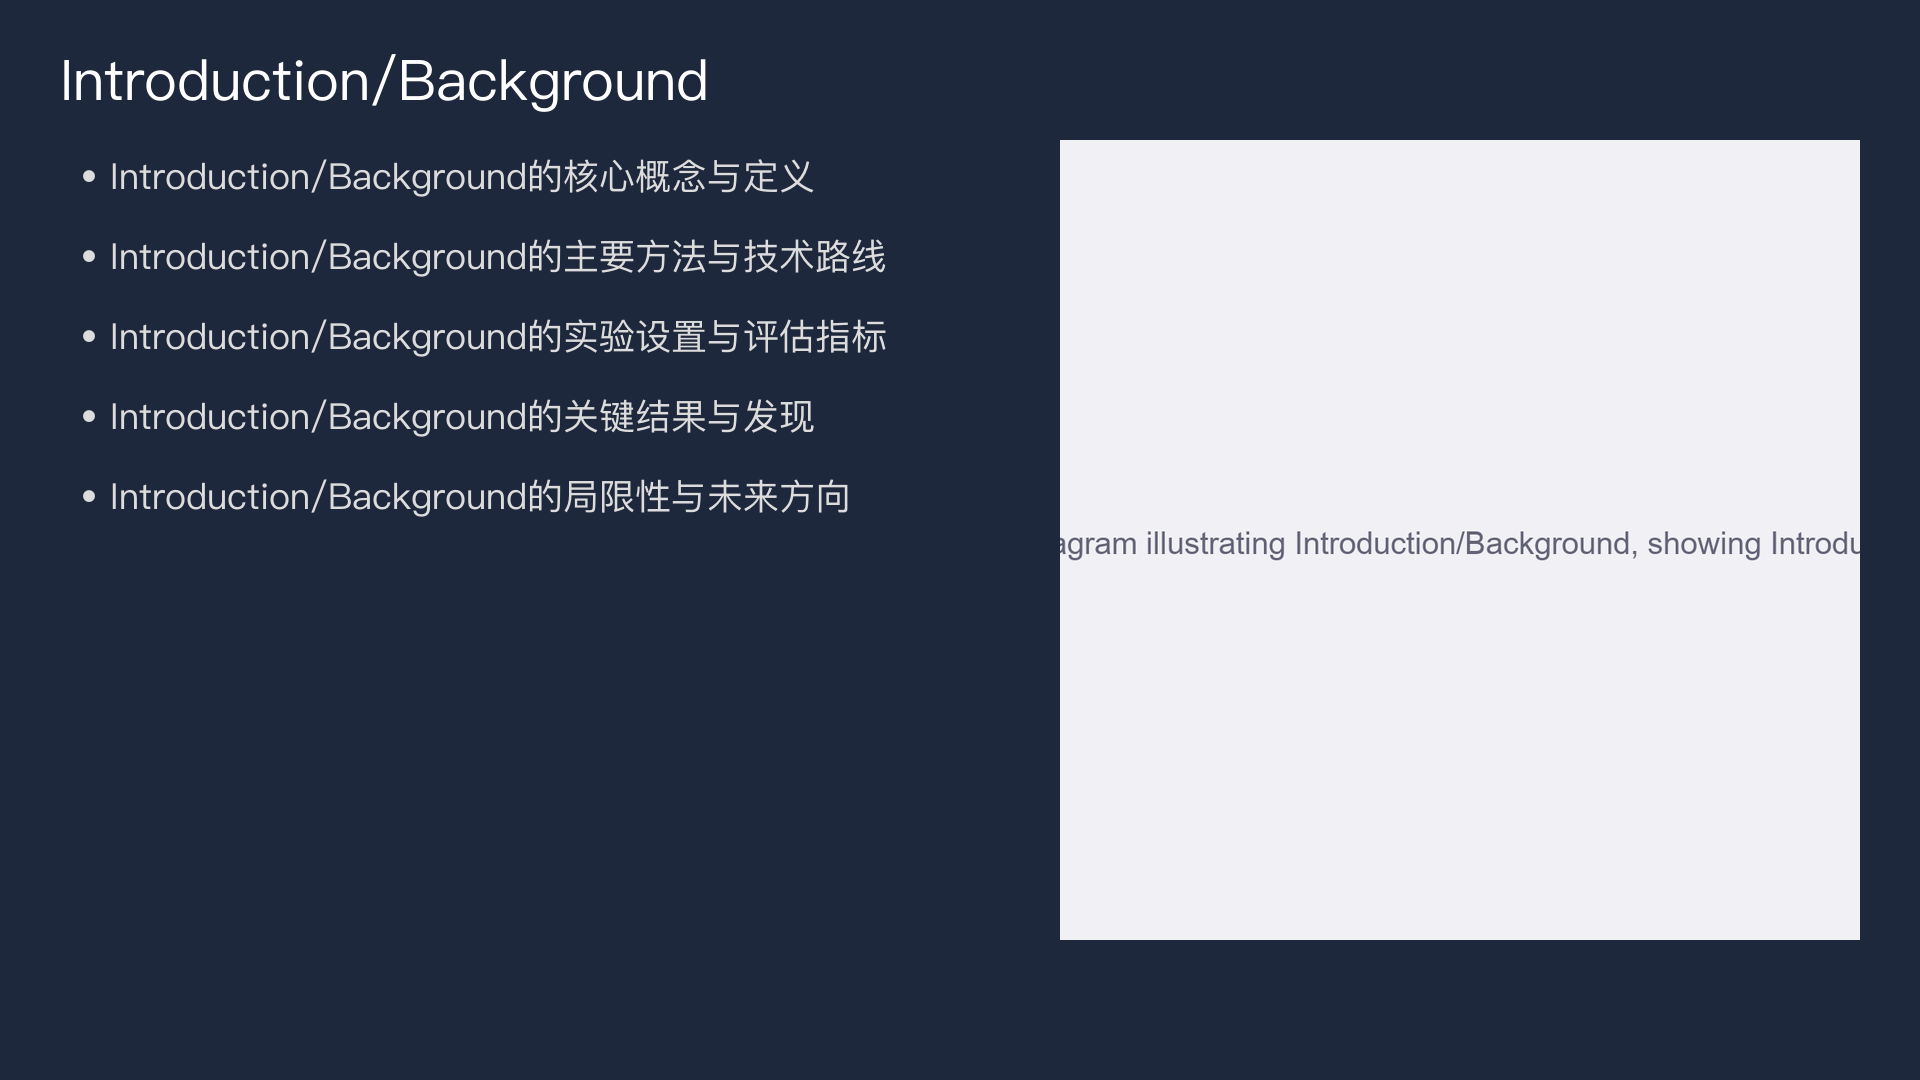 Introduction/Background
• Introduction/Background的核心概念与定义
• Introduction/Background的主要方法与技术路线
• Introduction/Background的实验设置与评估指标
• Introduction/Background的关键结果与发现
• Introduction/Background的局限性与未来方向
agram illustrating Introduction/Background, showing Introdu